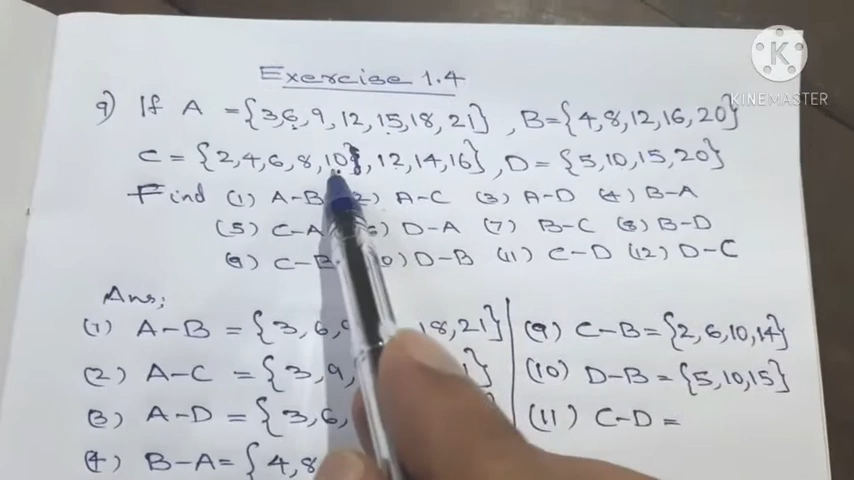 KINEMASTER
Exercise 1.4
9) If A = {3,6,9,12,15,18,21}, B={4,8,12,16,20}
C = {2,4,6,8,10,12,14,16}, D={5,10,15,20}
Find (1) A-B 2) A-C (3) A-D (4) B-A
(5) C-A 6) D-A (7) B-C (8) B-D
(9) C-B 0) D-B (11) C-D (12) D-C
Ans;
(1) A-B = {3,6,9 18,21}
(2) A-C = {3,9, 1}
(3) A-D = {3,6,
(4) B-A = {4,8
(9) C-B={2,6,10,14}
(10) D-B={5,10,15}
(11) C-D =